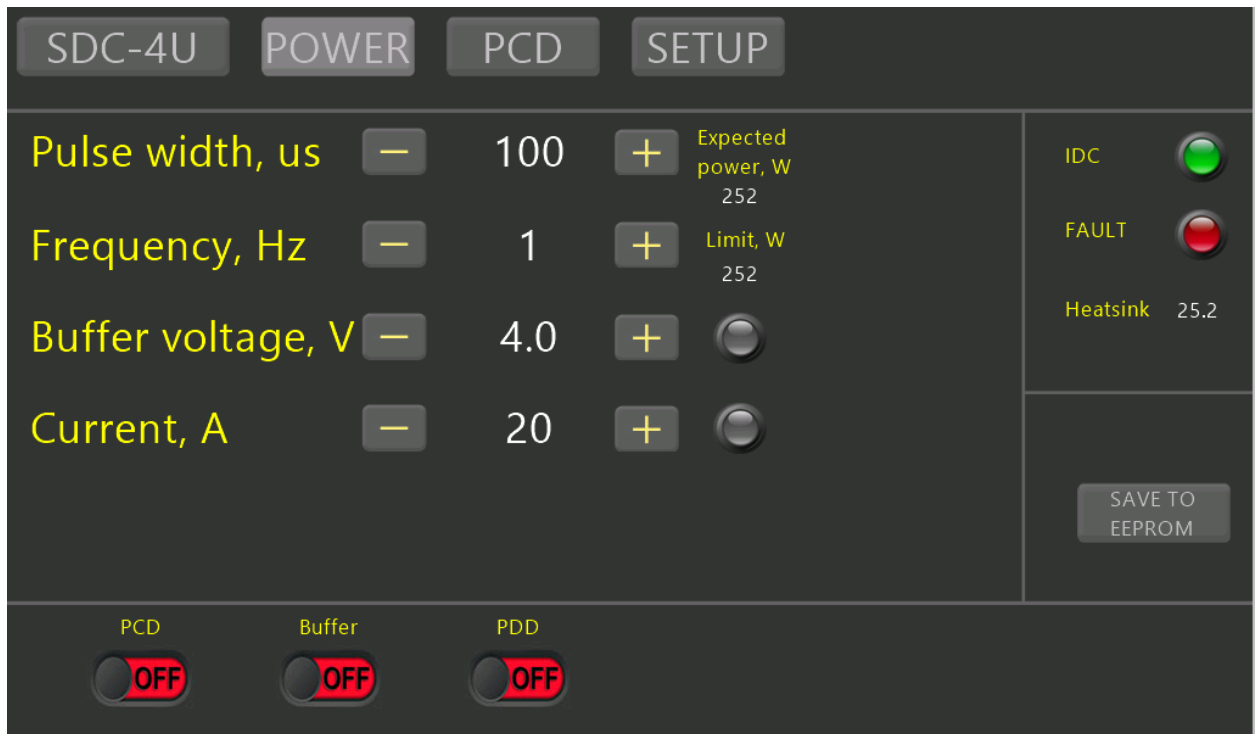 SDC-4U POWER PCD SETUP
Pulse width, us − 100 + Expected
power, W
252
Frequency, Hz − 1 + Limit, W
252
Buffer voltage, V − 4.0 +
Current, A − 20 +
IDC
FAULT
Heatsink 25.2
SAVE TO
EEPROM
PCD Buffer PDD
OFF OFF OFF